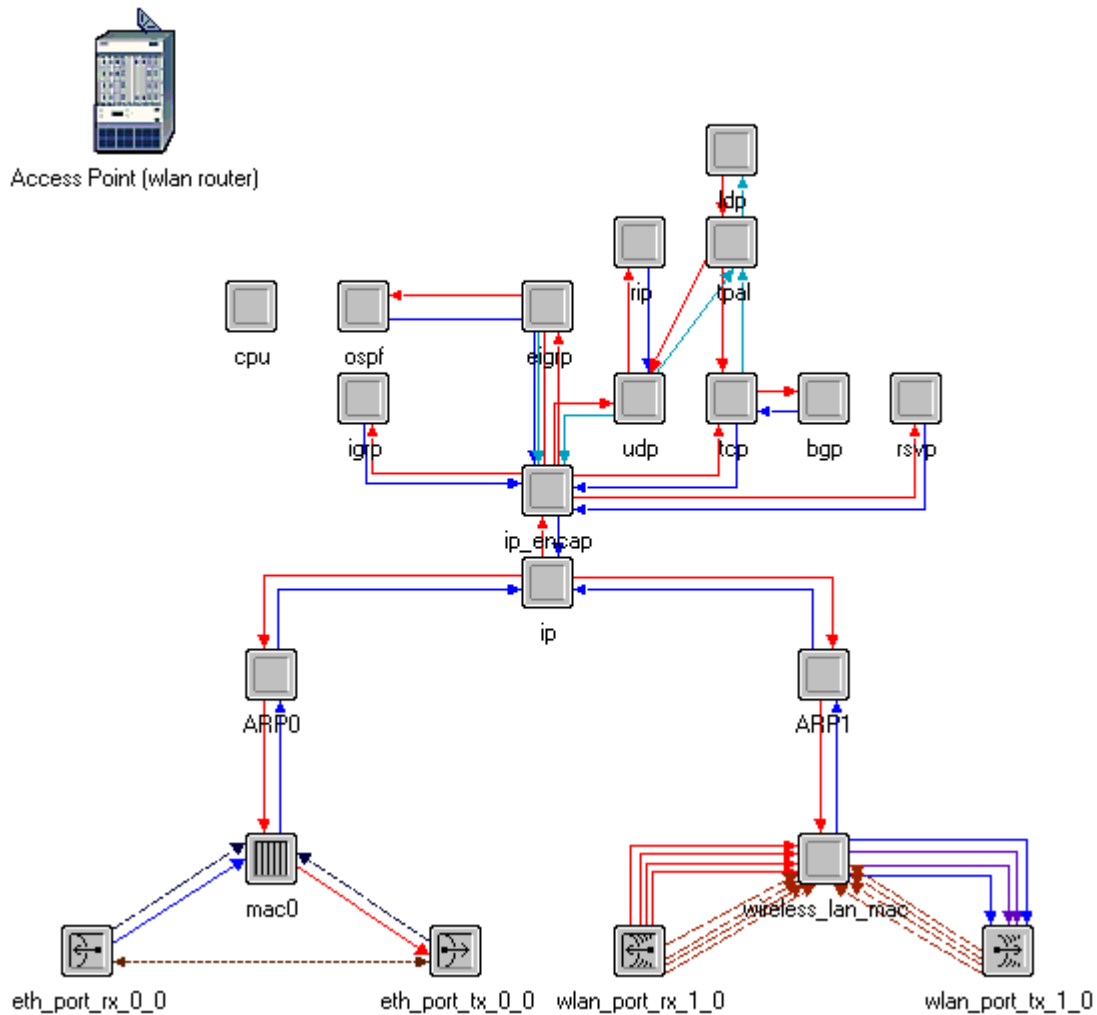 Access Point (wlan router)
ldp
rip
tpal
cpu
ospf
eigrp
igrp
udp
tcp
bgp
rsvp
ip_encap
ip
ARP0
ARP1
mac0
wireless_lan_mac
eth_port_rx_0_0
eth_port_tx_0_0
wlan_port_rx_1_0
wlan_port_tx_1_0